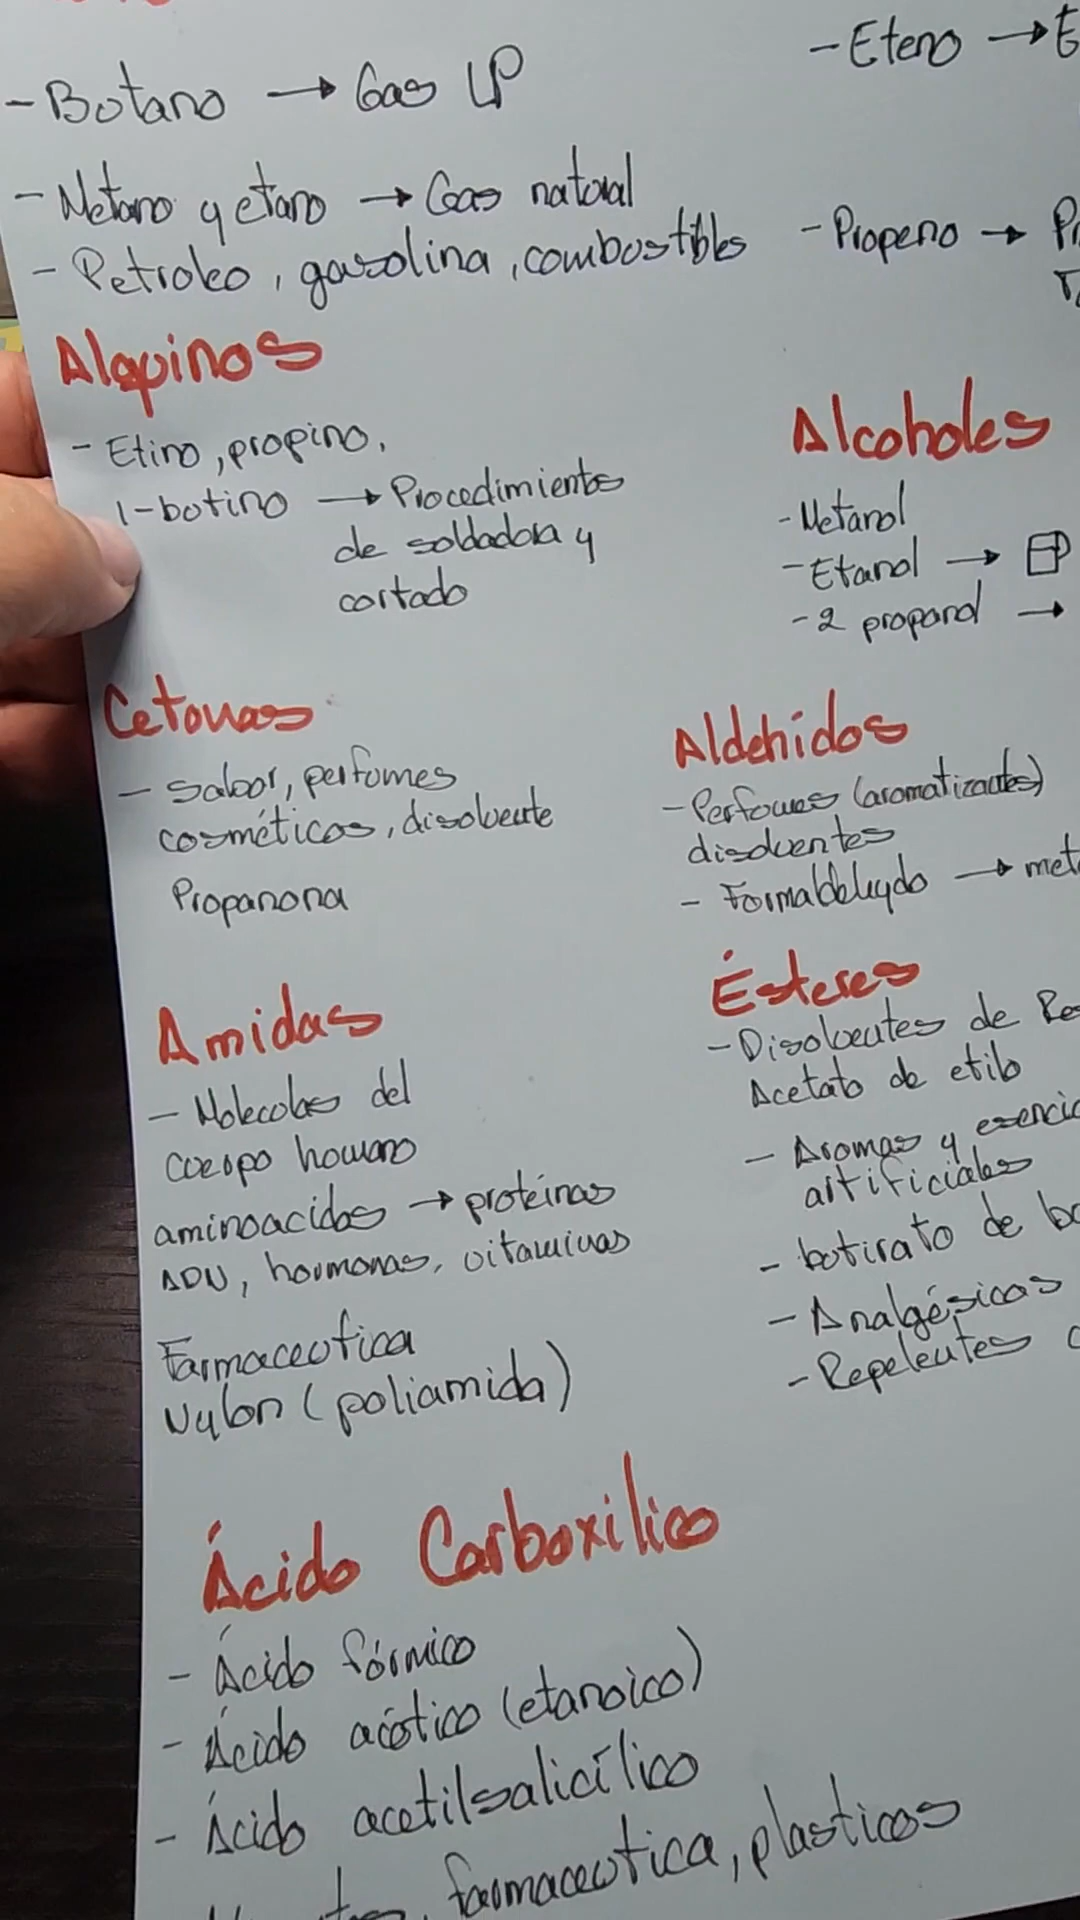 - Butano → Gas LP
- Metano y etano → Gas natural
- Petroleo, gasolina, combustibles
- Eteno →
- Propeno →
Alquinos
- Etino, propino,
1-butino → Procedimientos
de soldadura y
cortado
Alcoholes
- Metanol
- Etanol →
- 2 propanol →
Cetonas
- Sabor, perfumes
cosméticos, disolvente
Propanona
Aldehidos
- Perfumes (aromatizantes)
disolventes
- Formaldehydo →
Amidas
- Moleculas del
cuerpo humano
aminoacidos → proteínas
ADN, hormonas, vitaminas
Farmaceutica
Nylon (poliamida)
Ésteres
- Disolventes de
Acetato de etilo
- Aromas y
artificiales
- butirato de
- Analgésicos
- Repelentes
Ácido Carboxilico
- Ácido fórmico
- Ácido acético (etanoico)
- Ácido acetilsalicílico
farmaceutica, plasticos